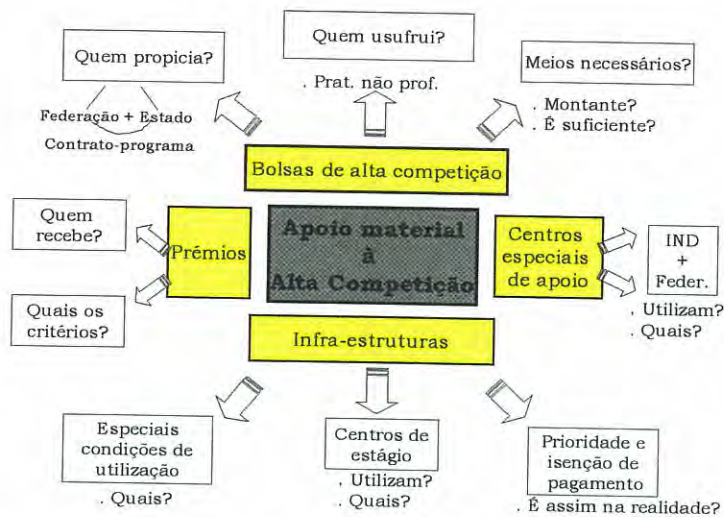 Quem propicia?
Federação + Estado
Contrato-programa
Quem usufrui?
. Prat. não prof.
Meios necessários?
. Montante?
. É suficiente?
Bolsas de alta competição
Quem
recebe?
Quais os
critérios?
Prémios
Apoio material
à
Alta Competição
Centros
especiais
de apoio
IND
+
Feder.
. Utilizam?
. Quais?
Infra-estruturas
Especiais
condições de
utilização
. Quais?
Centros de
estágio
. Utilizam?
. Quais?
Prioridade e
isenção de
pagamento
. É assim na realidade?